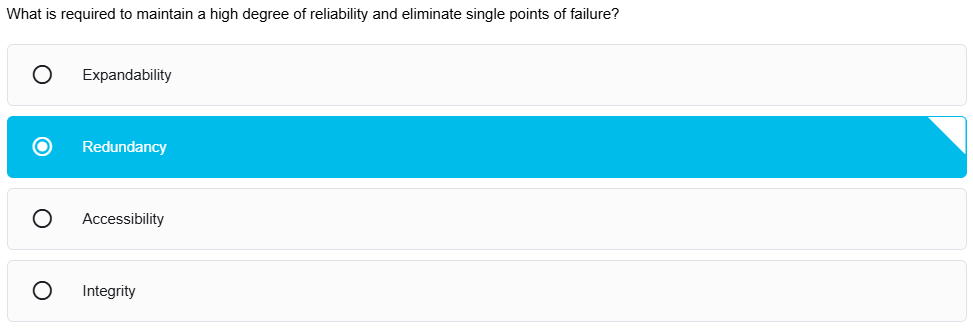 What is required to maintain a high degree of reliability and eliminate single points of failure?
Expandability
Redundancy
Accessibility
Integrity